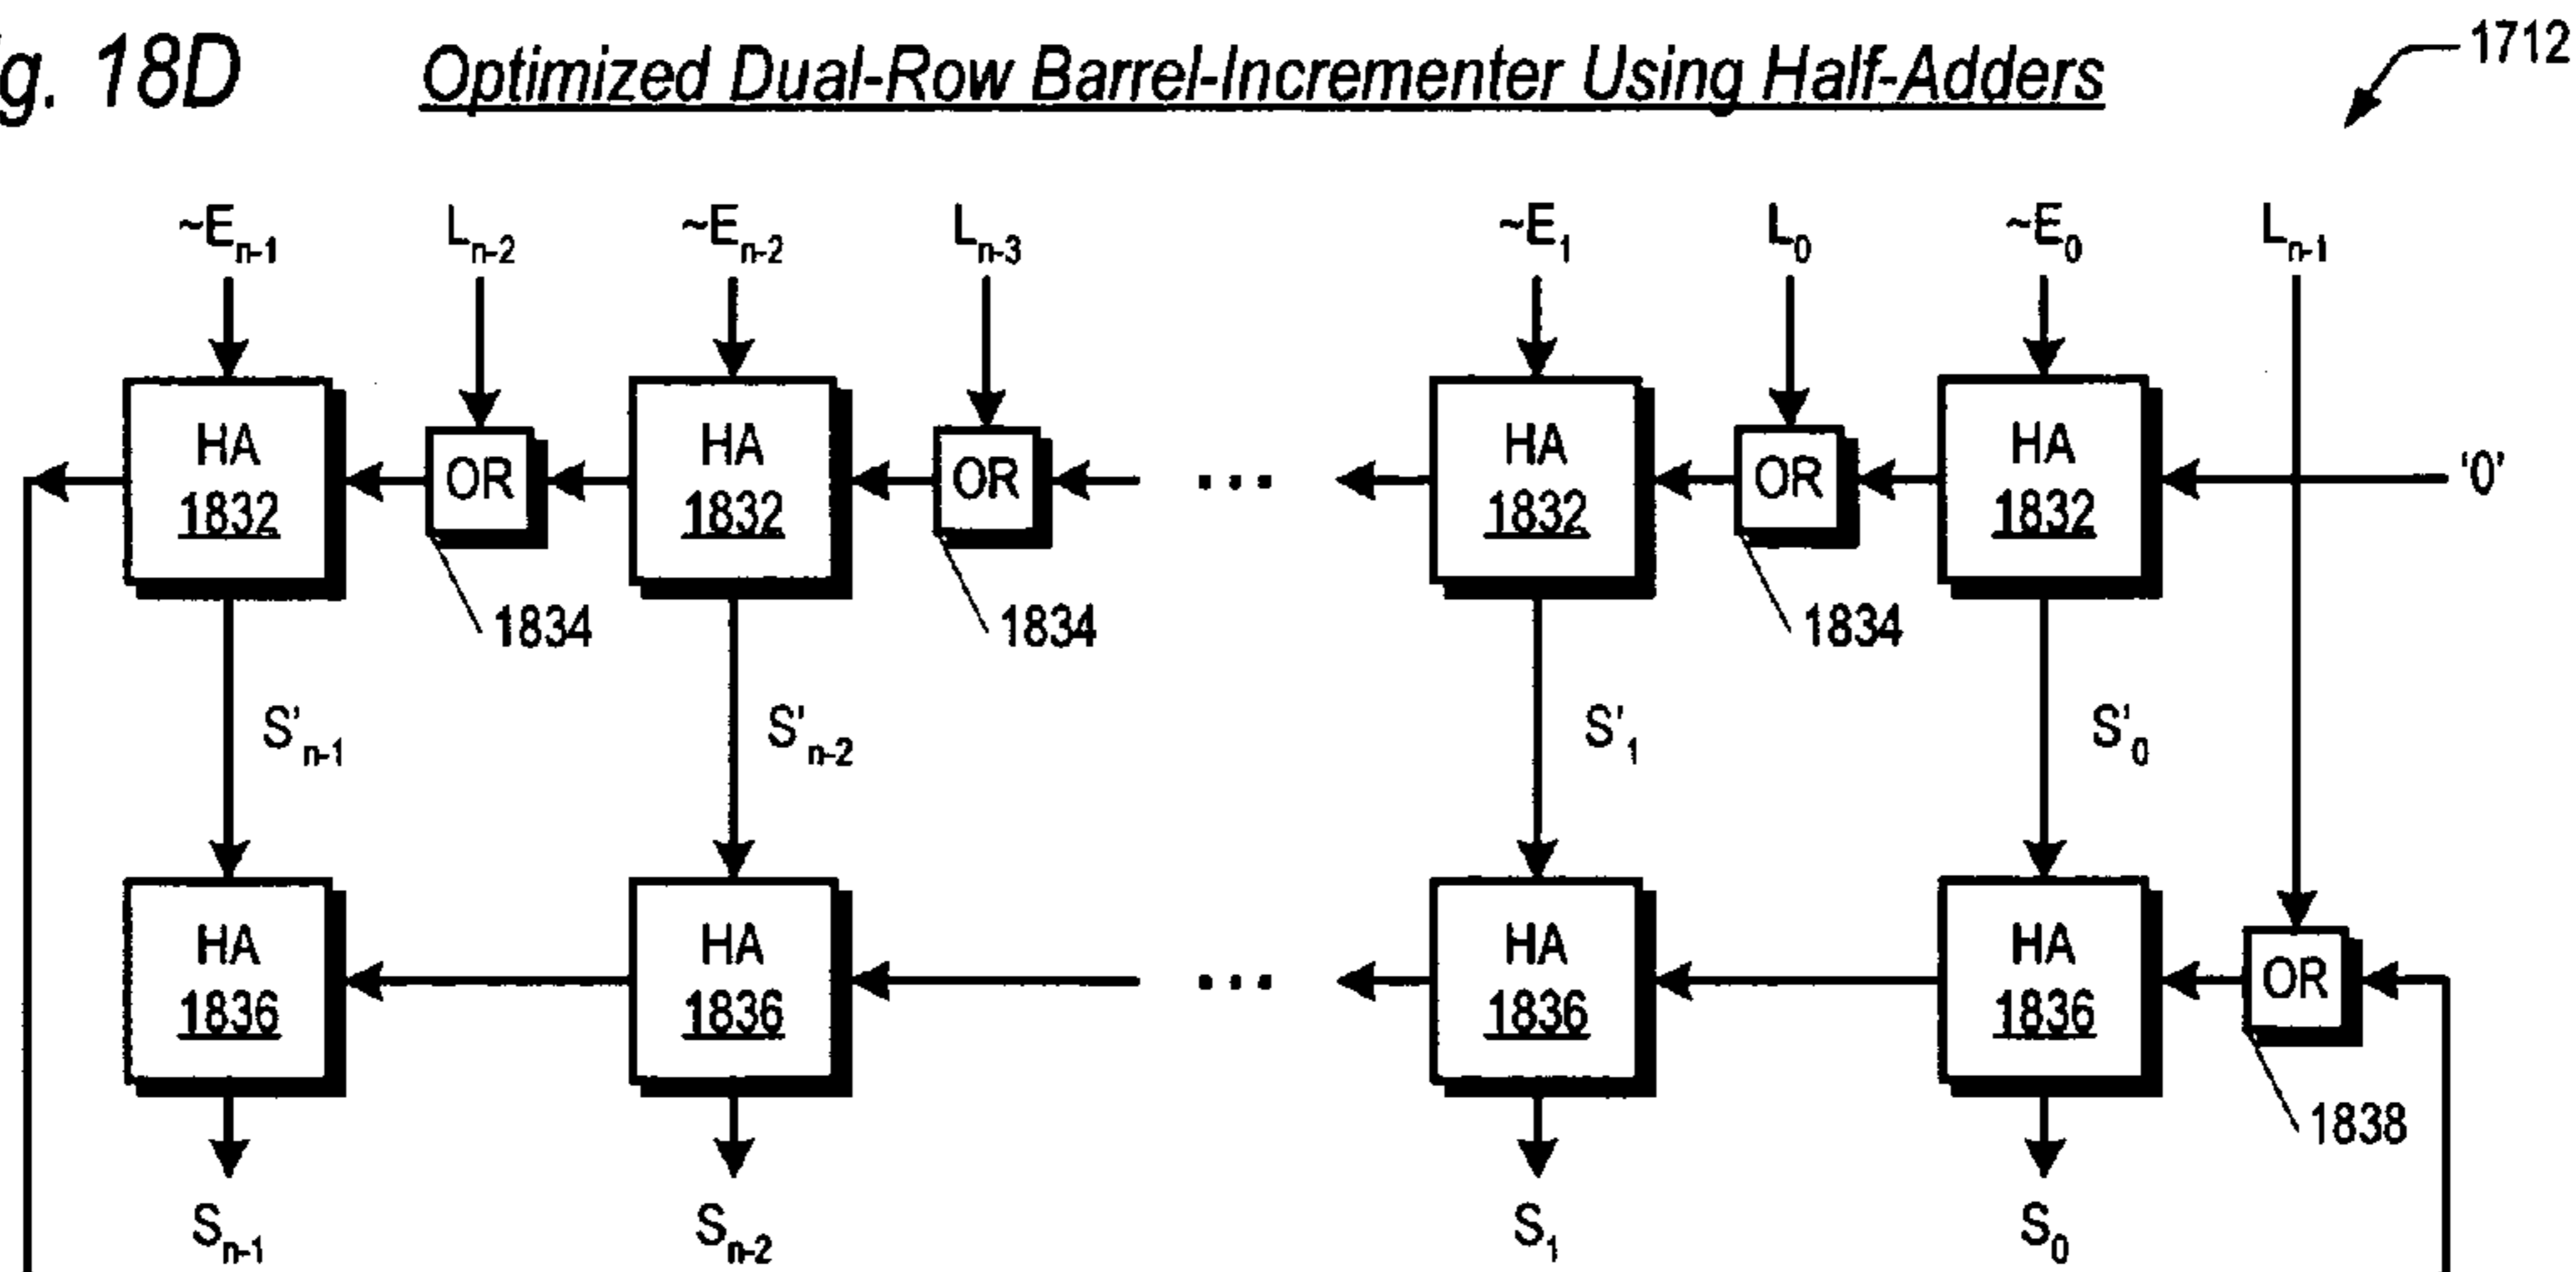 g. 18D Optimized Dual-Row Barrel-Incrementer Using Half-Adders 1712
~Eₙ₋₁ Lₙ₋₂ ~Eₙ₋₂ Lₙ₋₃ ~E₁ L₀ ~E₀ Lₙ₋₁
HA OR HA OR ... HA OR HA '0'
1832 1832 1832 1832
1834 1834 1834
S'ₙ₋₁ S'ₙ₋₂ S'₁ S'₀
HA HA ... HA HA OR
1836 1836 1836 1836
1838
Sₙ₋₁ Sₙ₋₂ S₁ S₀